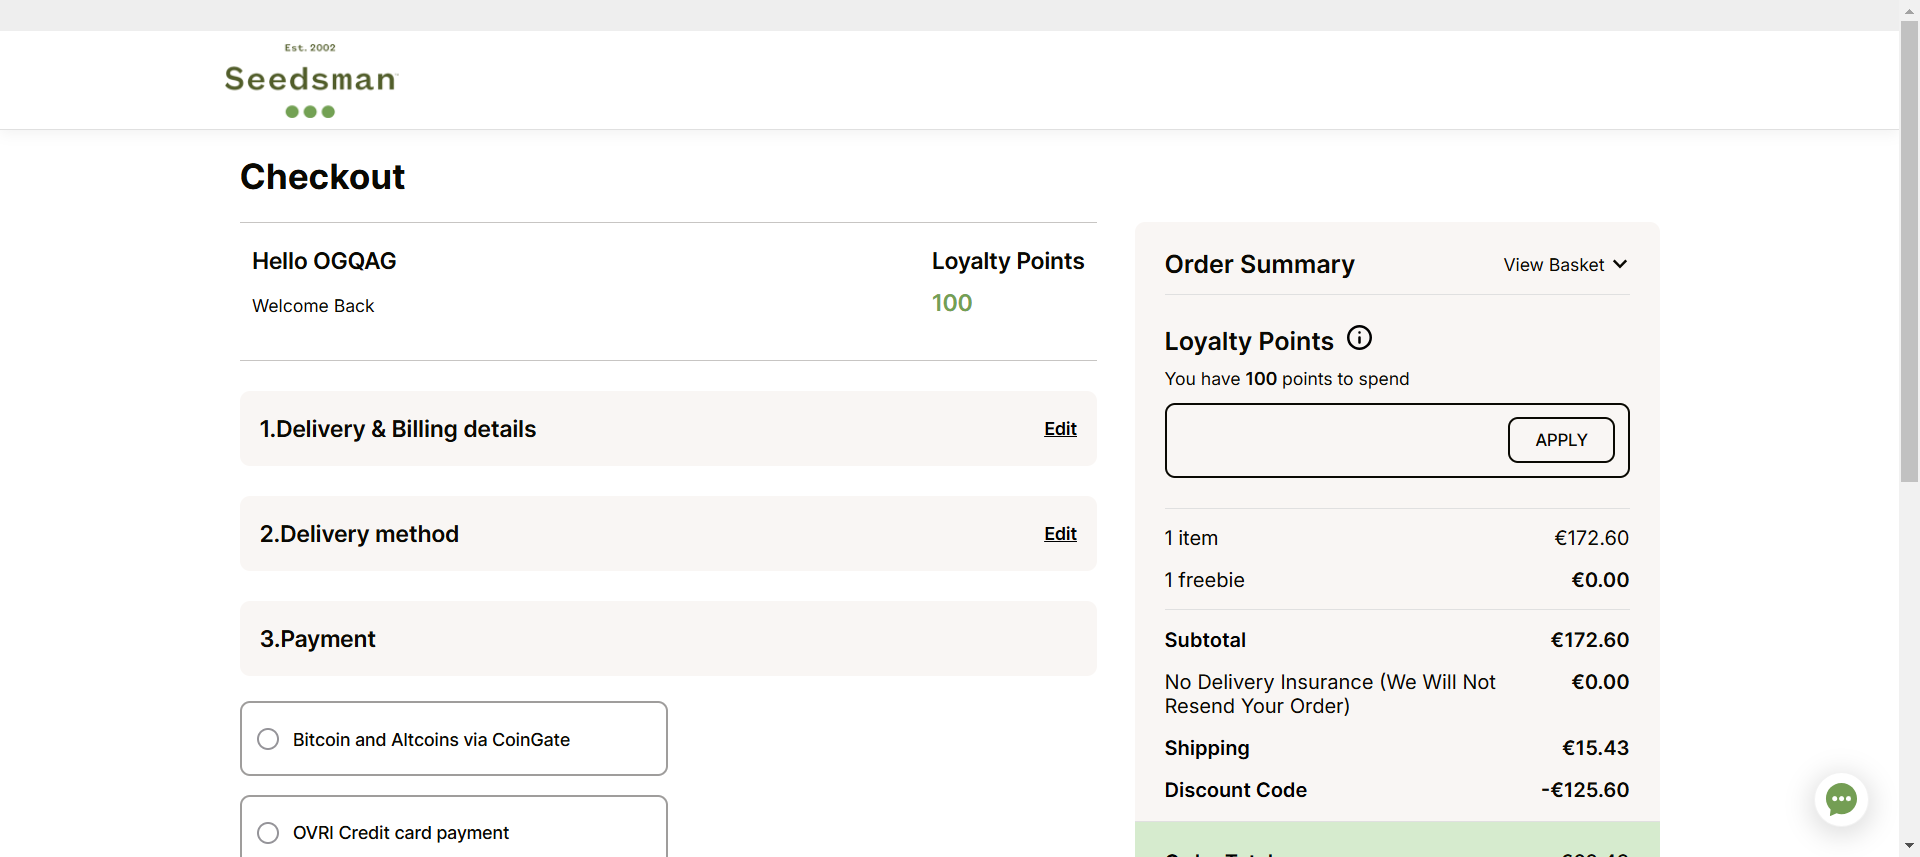 Est. 2002
Seedsman
Checkout
Hello OGQAG
Welcome Back
Loyalty Points
100
1.Delivery & Billing details
Edit
2.Delivery method
Edit
3.Payment
Bitcoin and Altcoins via CoinGate
OVRI Credit card payment
Order Summary
View Basket
Loyalty Points
You have 100 points to spend
APPLY
1 item
€172.60
1 freebie
€0.00
Subtotal
€172.60
No Delivery Insurance (We Will Not
Resend Your Order)
€0.00
Shipping
€15.43
Discount Code
-€125.60